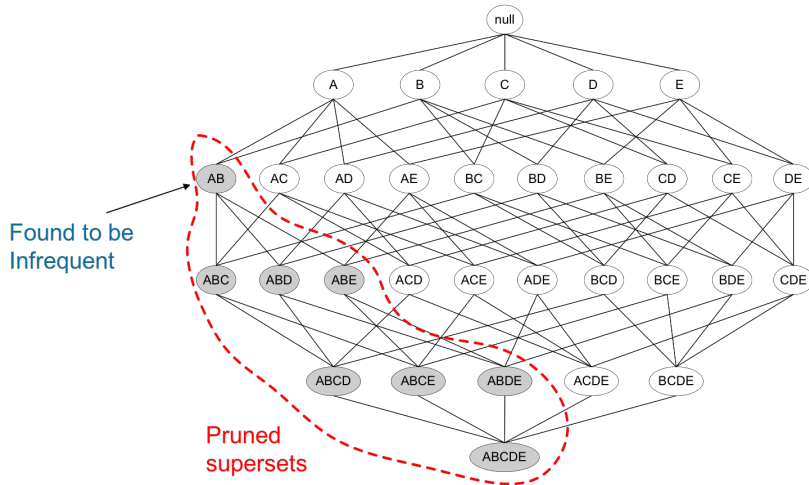 null
A B C D E
AB AC AD AE BC BD BE CD CE DE
Found to be
Infrequent
ABC ABD ABE ACD ACE ADE BCD BCE BDE CDE
ABCD ABCE ABDE ACDE BCDE
Pruned
supersets
ABCDE